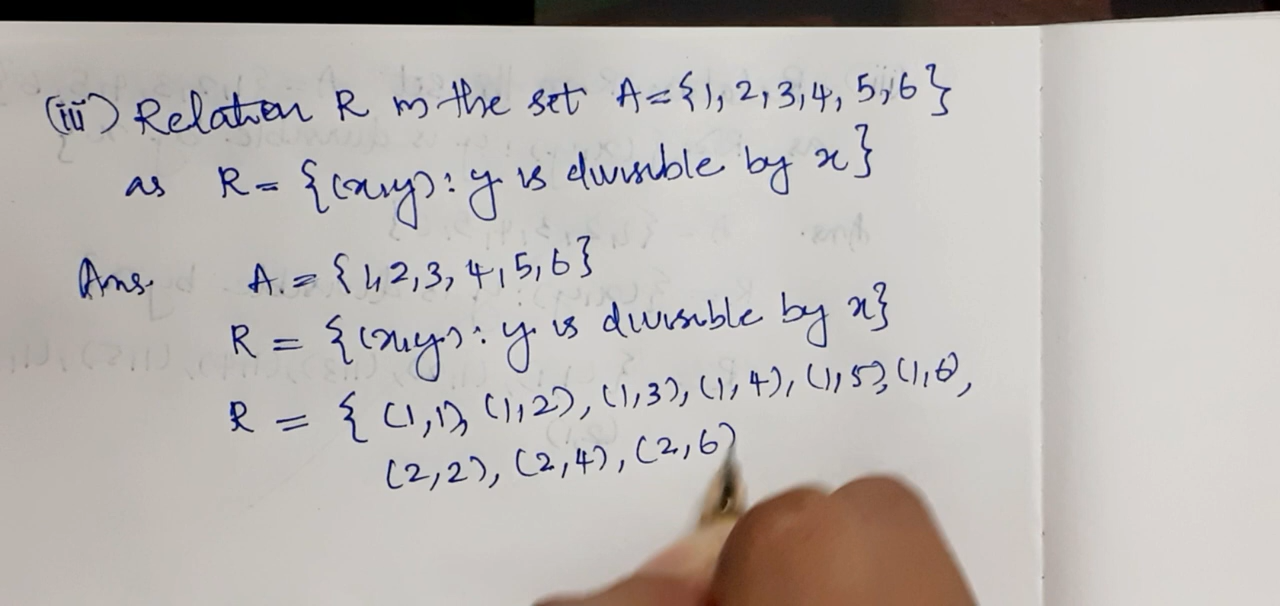 (iii) Relation R in the set A={1,2,3,4,5,6}
as R= {(x,y): y is divisible by x}
Ans. A = {1,2,3,4,5,6}
R = {(x,y): y is divisible by x}
R = { (1,1), (1,2), (1,3), (1,4), (1,5), (1,6),
(2,2), (2,4), (2,6)